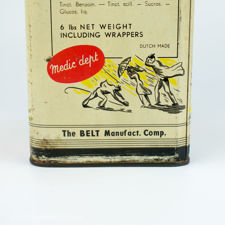 Tinct. Benzoin. — Tinct. scill. — Sucros. —
Glucos. liq.
6 lbs NET WEIGHT
INCLUDING WRAPPERS
DUTCH MADE
Medic' dept
The BELT Manufact. Comp.